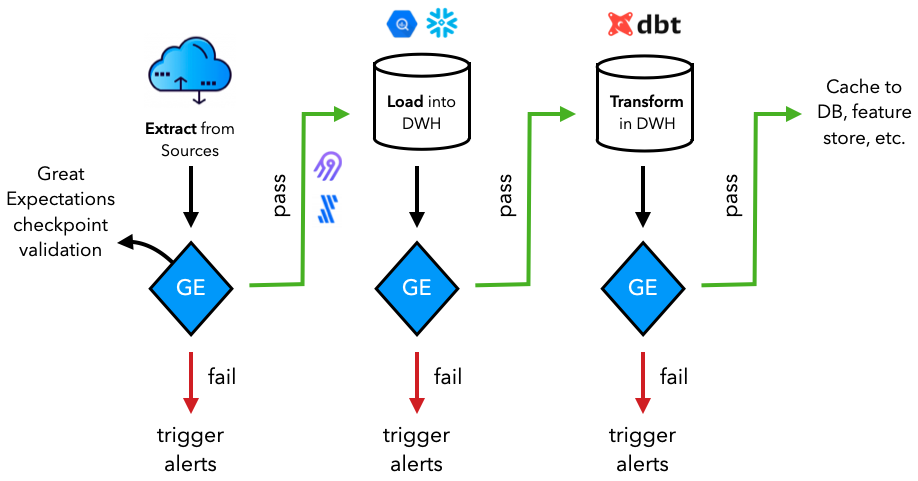 dbt
Extract from
Sources
Load into
DWH
Transform
in DWH
Cache to
DB, feature
store, etc.
Great
Expectations
checkpoint
validation
pass
pass
pass
GE
GE
GE
fail
fail
fail
trigger
alerts
trigger
alerts
trigger
alerts